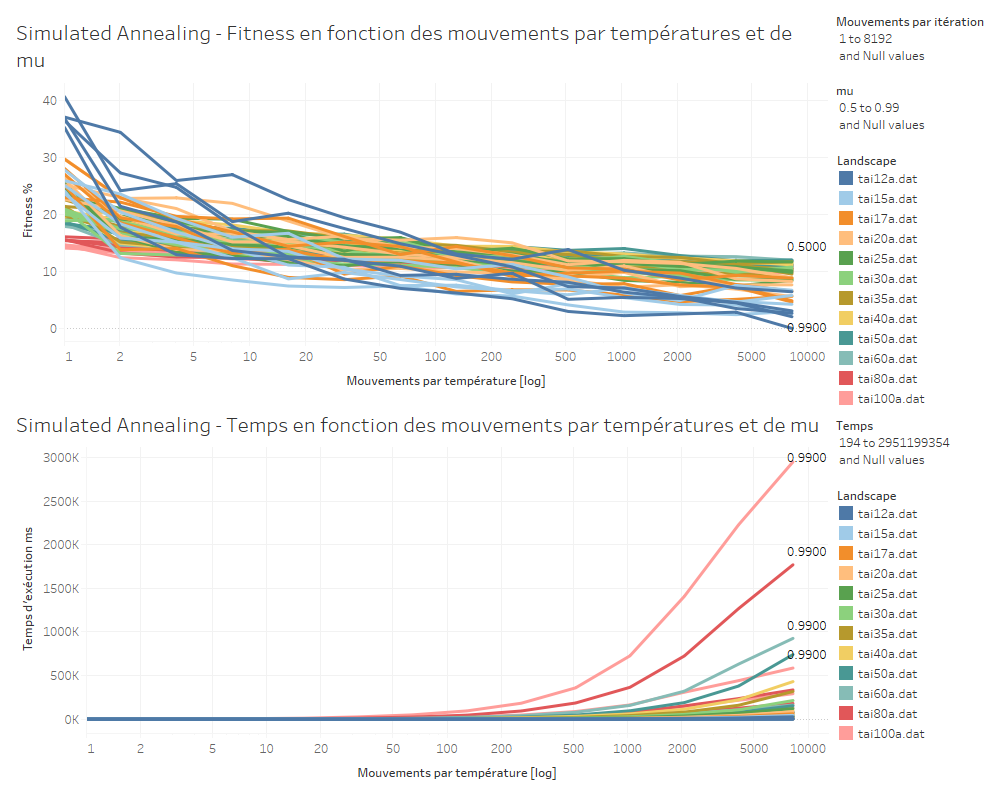 Simulated Annealing - Fitness en fonction des mouvements par températures et de
mu
Fitness %
40
30
20
10
0
0.5000
0.9900
1 2 5 10 20 50 100 200 500 1000 2000 5000 10000
Mouvements par température [log]
Mouvements par itération
1 to 8192
and Null values
mu
0.5 to 0.99
and Null values
Landscape
tai12a.dat
tai15a.dat
tai17a.dat
tai20a.dat
tai25a.dat
tai30a.dat
tai35a.dat
tai40a.dat
tai50a.dat
tai60a.dat
tai80a.dat
tai100a.dat
Simulated Annealing - Temps en fonction des mouvements par températures et de mu
Temps d'exécution ms
3000K
2500K
2000K
1500K
1000K
500K
0K
0.9900
0.9900
0.9900
0.9900
1 2 5 10 20 50 100 200 500 1000 2000 5000 10000
Mouvements par température [log]
Temps
194 to 2951199354
and Null values
Landscape
tai12a.dat
tai15a.dat
tai17a.dat
tai20a.dat
tai25a.dat
tai30a.dat
tai35a.dat
tai40a.dat
tai50a.dat
tai60a.dat
tai80a.dat
tai100a.dat